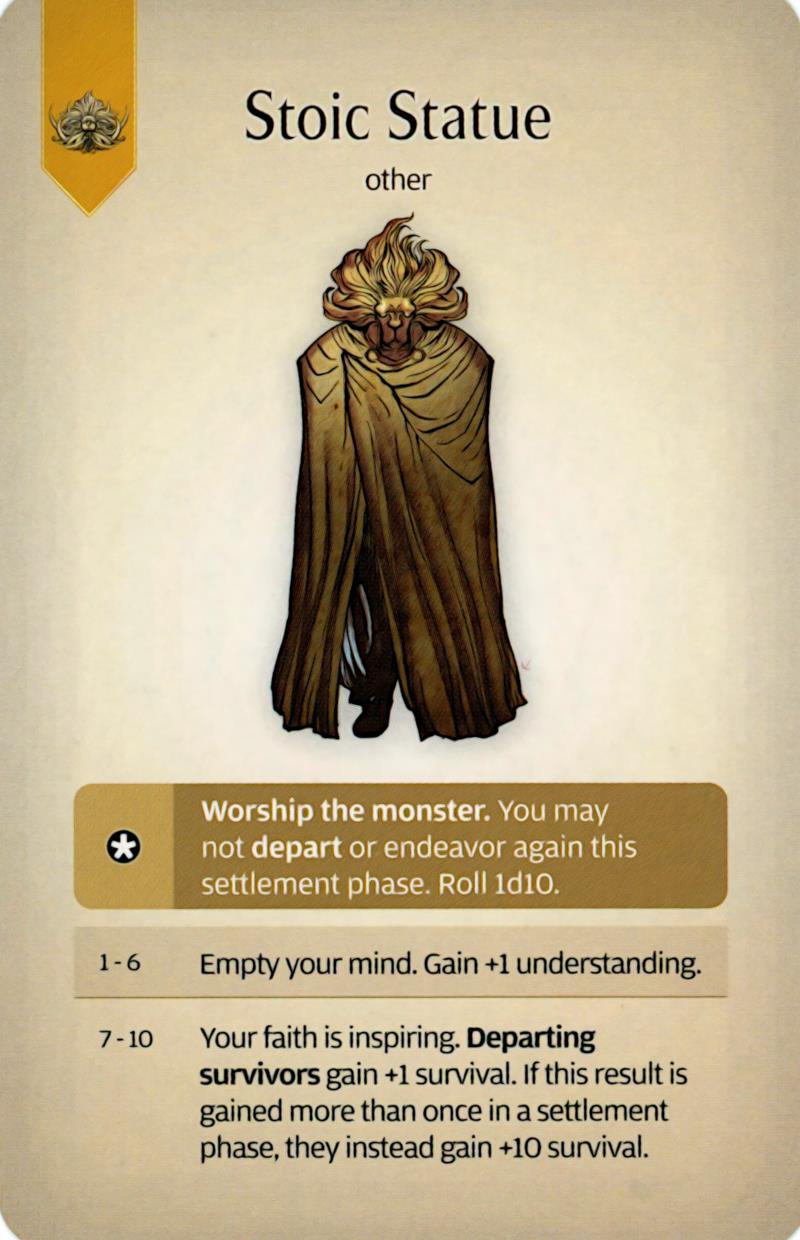 Stoic Statue
other
Worship the monster. You may
not depart or endeavor again this
settlement phase. Roll 1d10.
1 - 6 Empty your mind. Gain +1 understanding.
7 - 10 Your faith is inspiring. Departing
survivors gain +1 survival. If this result is
gained more than once in a settlement
phase, they instead gain +10 survival.